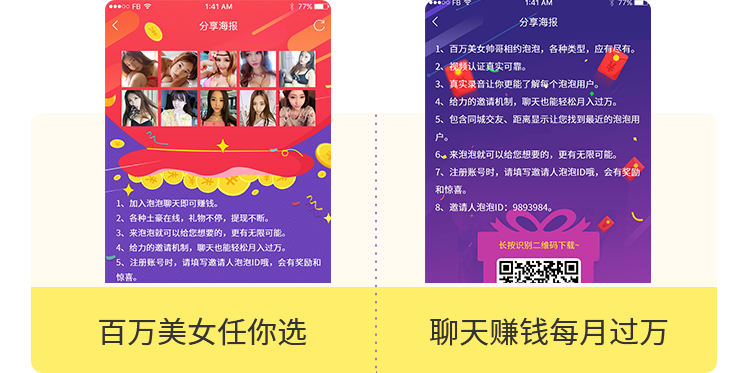 FB
1:41 AM
77%
分享海报
1、加入泡泡聊天即可赚钱。
2、各种土豪在线，礼物不停，提现不断。
3、来泡泡就可以给您想要的，更有无限可能。
4、给力的邀请机制，聊天也能轻松月入过万。
5、注册账号时，请填写邀请人泡泡ID哦，会有奖励和
惊喜。
百万美女任你选
FB
1:41 AM
77%
分享海报
1、百万美女帅哥相约泡泡，各种类型，应有尽有。
2、视频认证真实可靠。
3、真实录音让你更能了解每个泡泡用户。
4、给力的邀请机制，聊天也能轻松月入过万。
5、包含同城交友、距离显示让您找到最近的泡泡用
户。
6、来泡泡就可以给您想要的，更有无限可能。
7、注册账号时，请填写邀请人泡泡ID哦，会有奖励
和惊喜。
8、邀请人泡泡ID：9893984。
长按识别二维码下载~
聊天赚钱每月过万